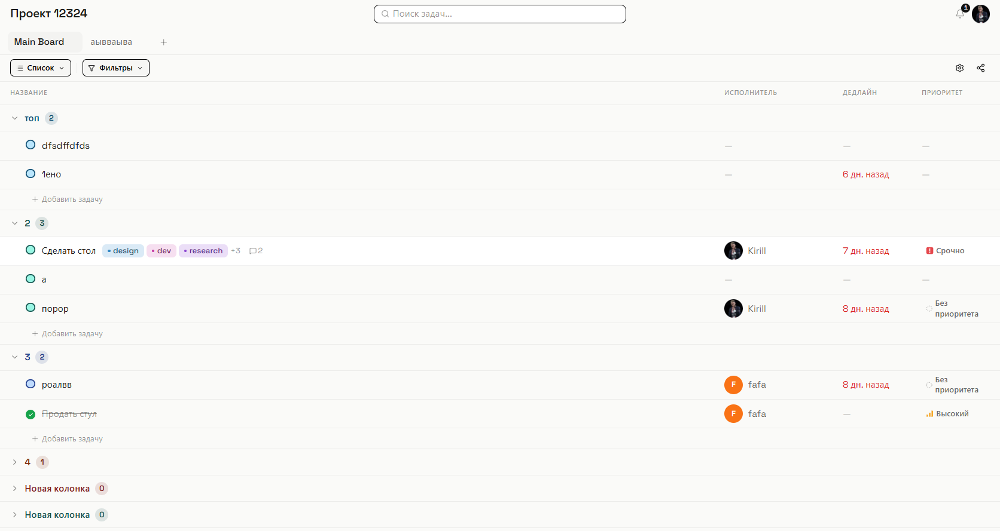 Проект 12324
Поиск задач...
1
Main Board
аывваыва
Список
Фильтры
НАЗВАНИЕ ИСПОЛНИТЕЛЬ ДЕДЛАЙН ПРИОРИТЕТ
топ 2
dfsdffdfds — — —
1ено — 6 дн. назад —
+ Добавить задачу
2 3
Сделать стол design dev research +3 2 Kirill 7 дн. назад Срочно
а — — —
порор Kirill 8 дн. назад Без приоритета
+ Добавить задачу
3 2
роалвв F fafa 8 дн. назад Без приоритета
Продать стул F fafa — Высокий
+ Добавить задачу
4 1
Новая колонка 0
Новая колонка 0